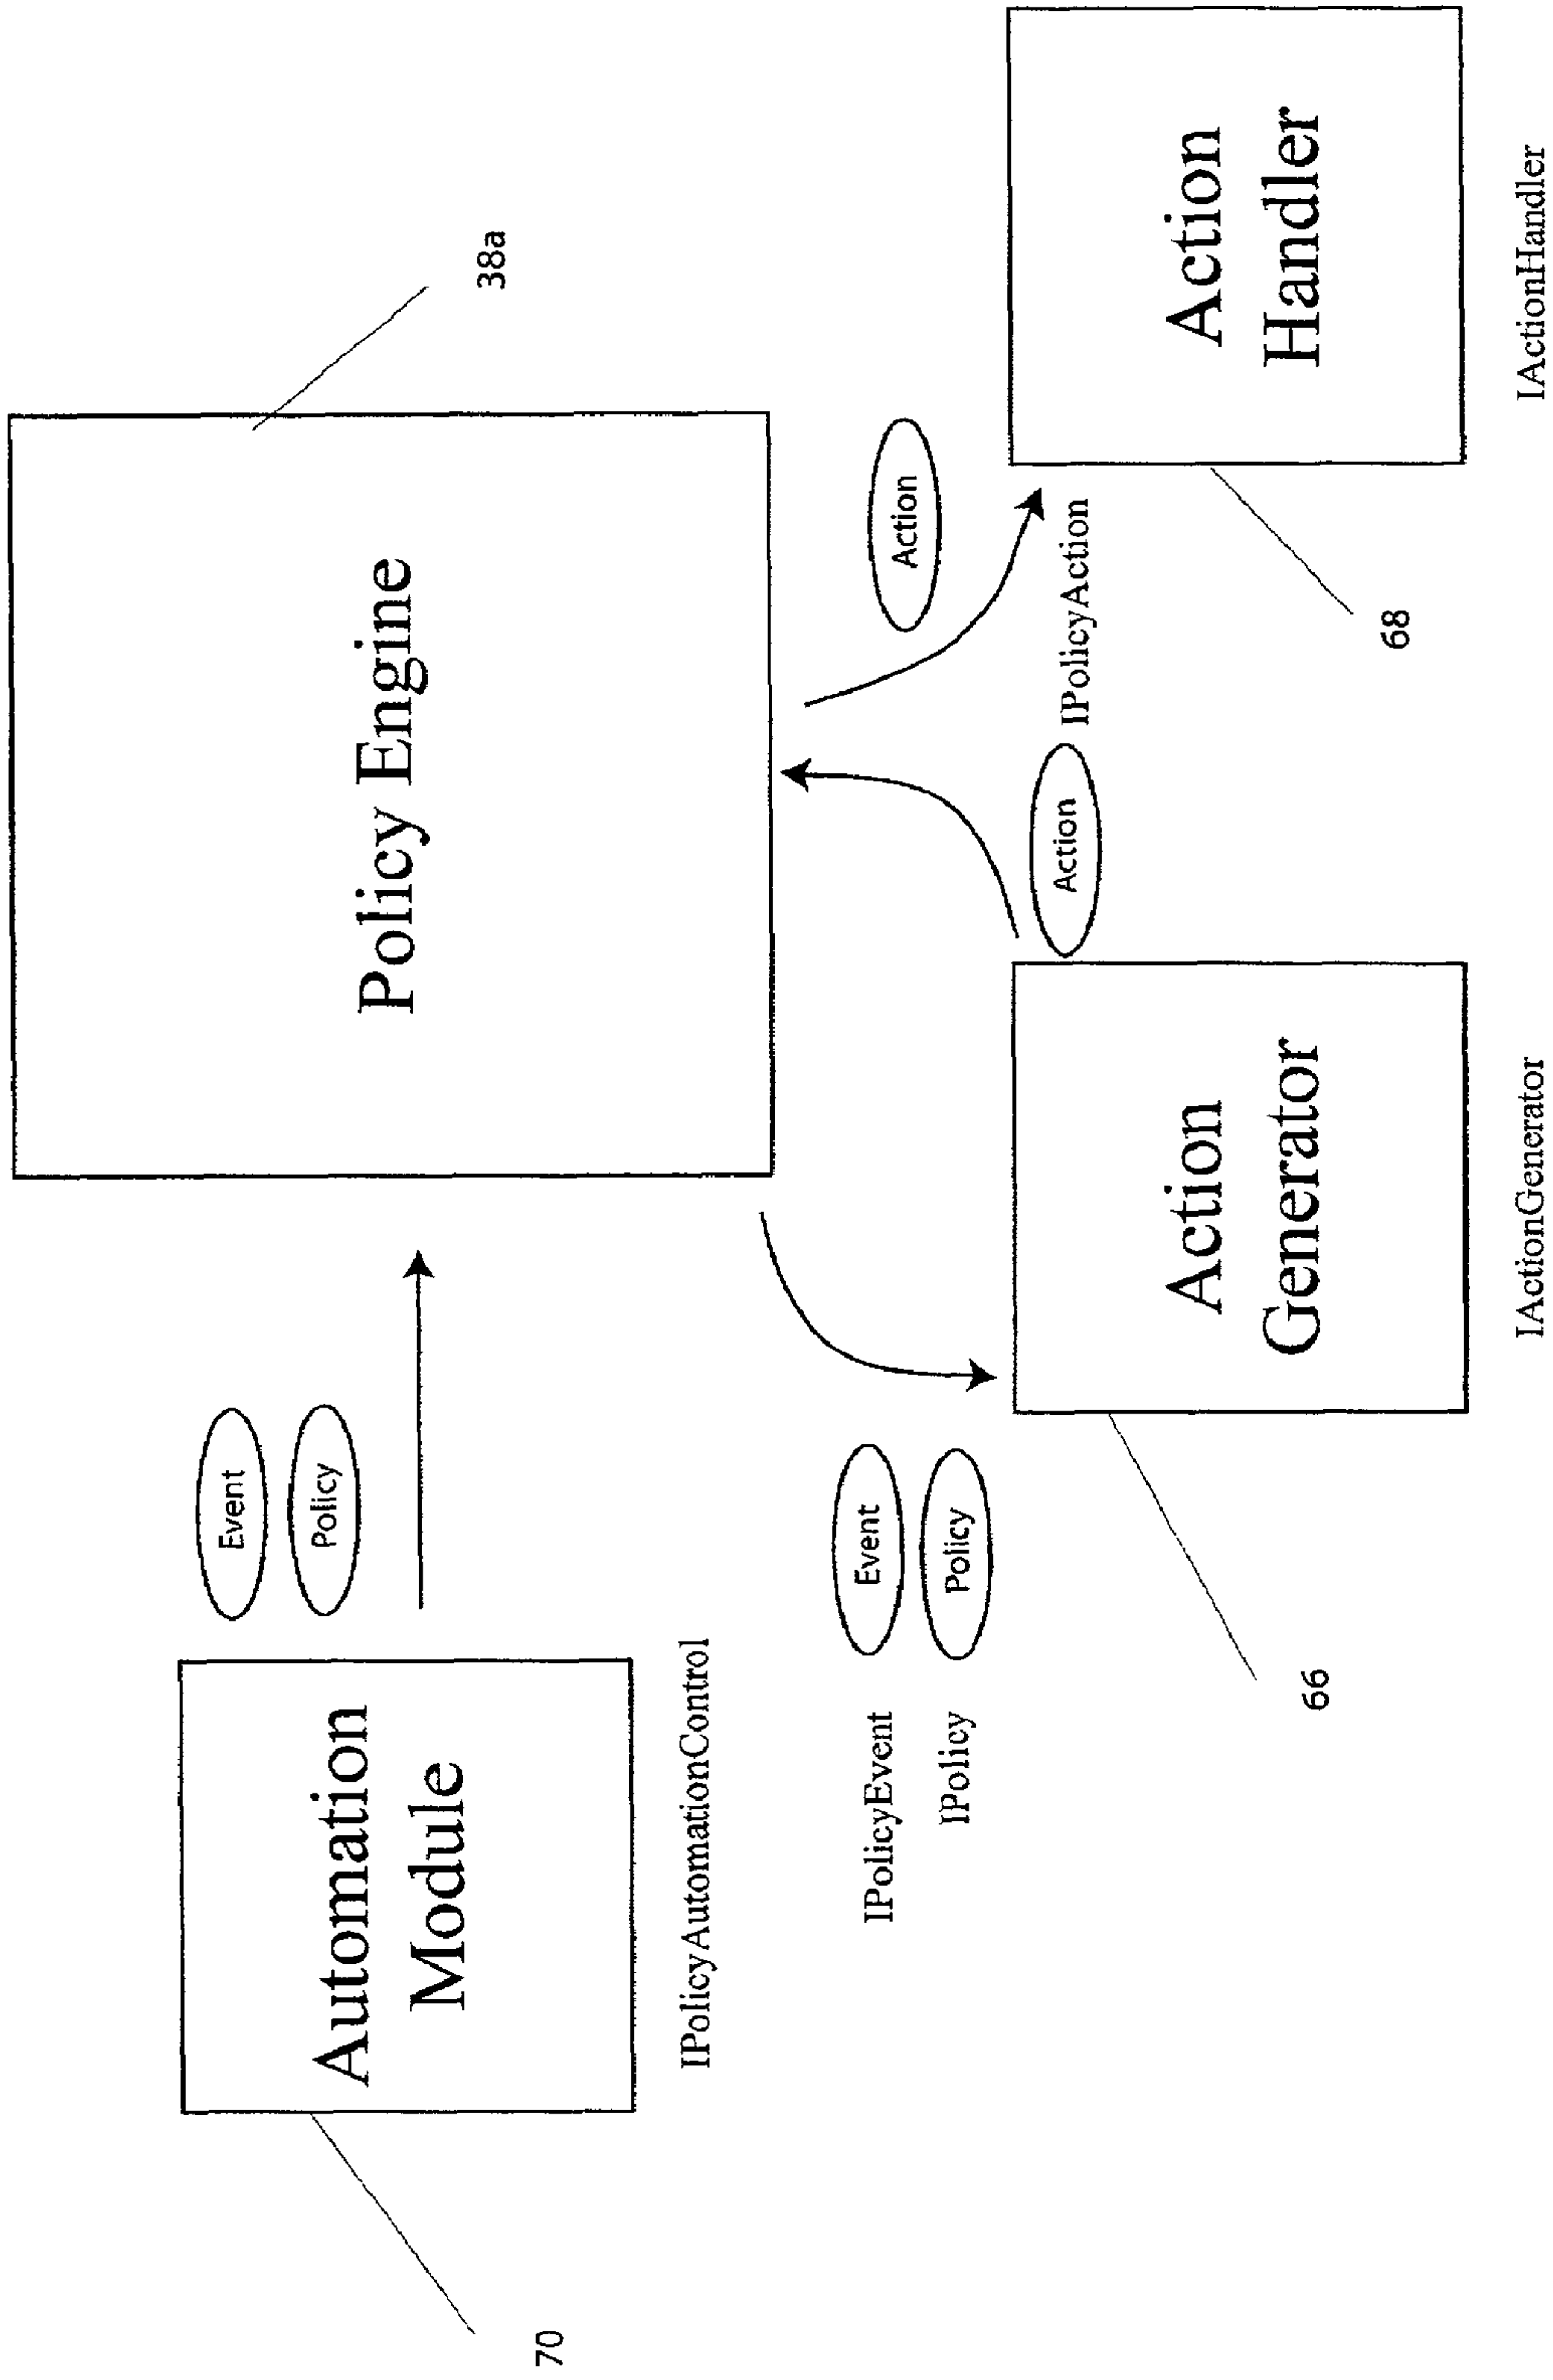 Policy Engine
38a
Automation
Module
70
IPolicyAutomationControl
Event
Policy
IPolicyEvent
IPolicy
Event
Policy
Action
Generator
66
IActionGenerator
Action
IPolicyAction
Action
Action
Handler
68
IActionHandler